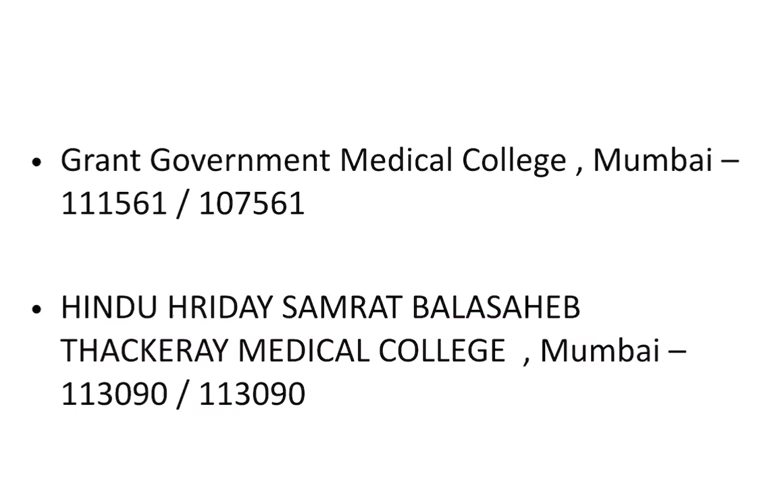 • Grant Government Medical College , Mumbai –
111561 / 107561
• HINDU HRIDAY SAMRAT BALASAHEB
THACKERAY MEDICAL COLLEGE  , Mumbai –
113090 / 113090